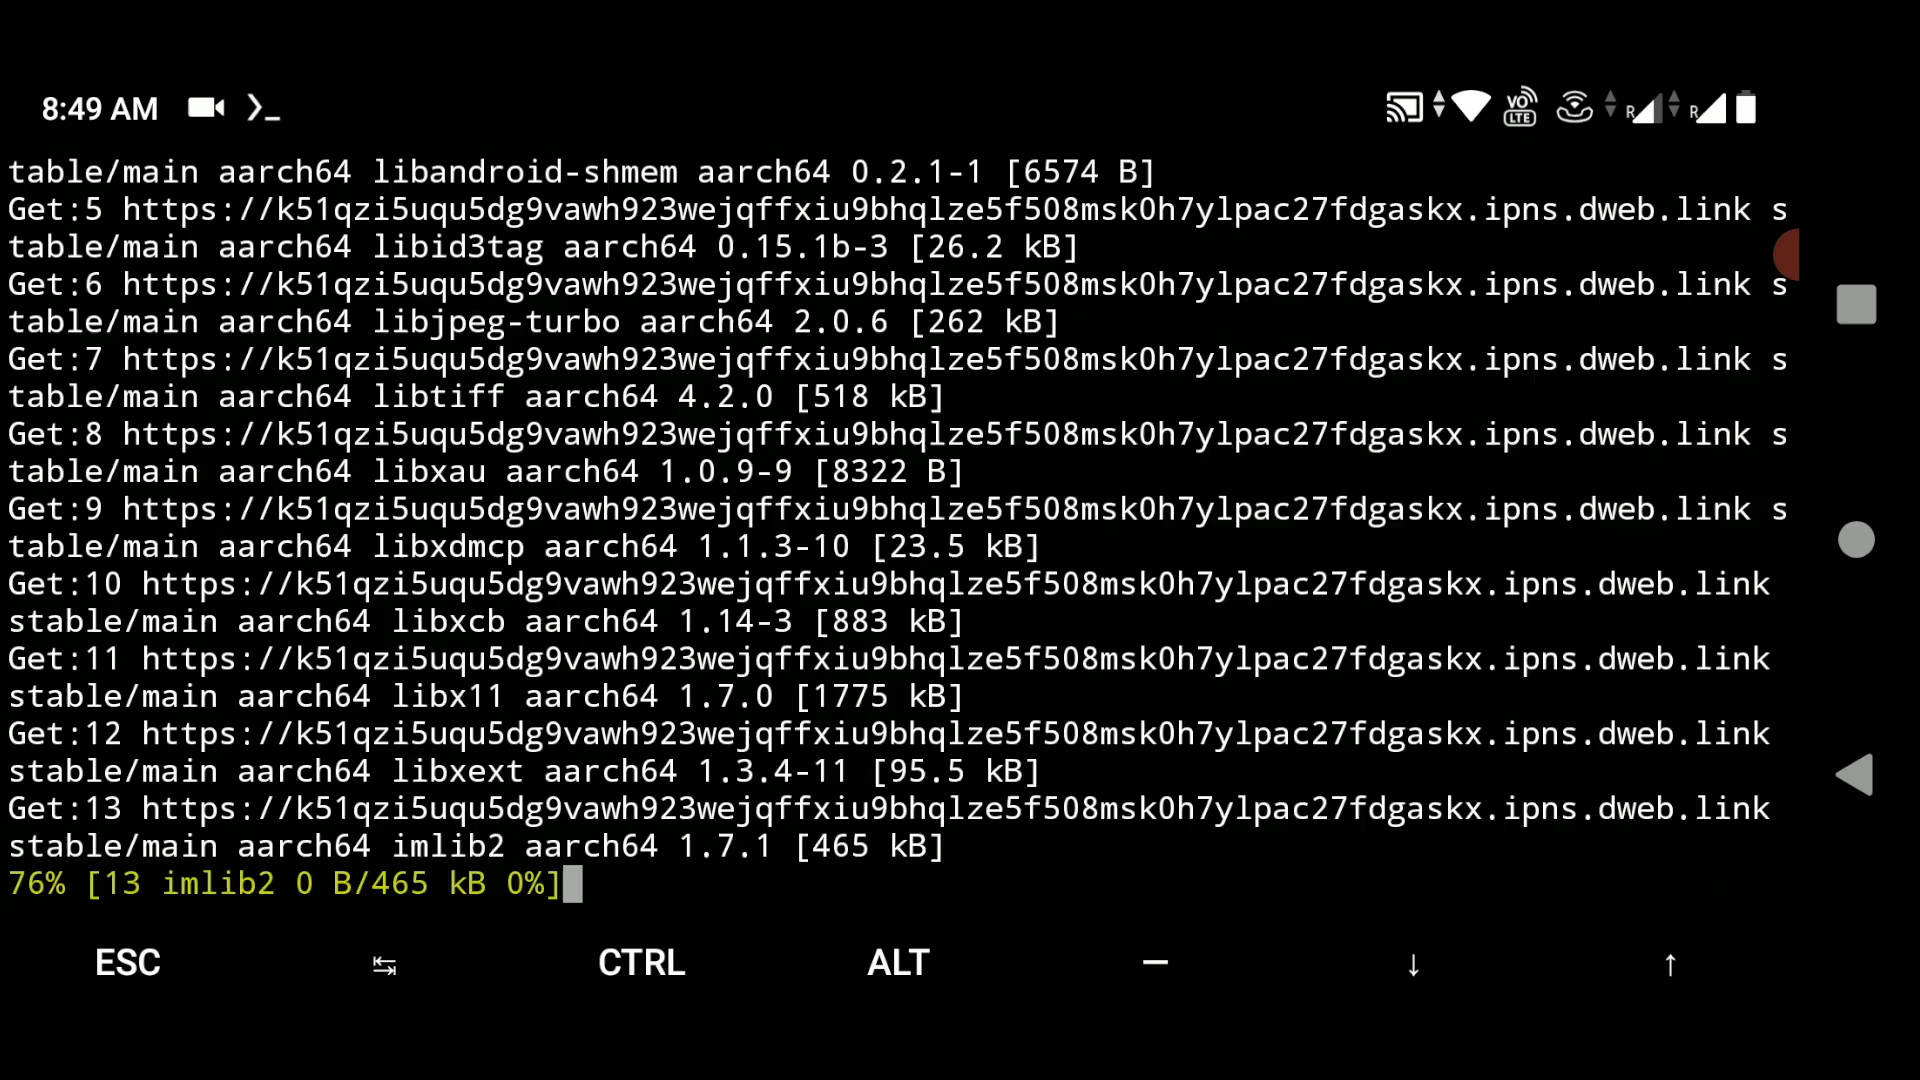 8:49 AM
VO LTE R R
table/main aarch64 libandroid-shmem aarch64 0.2.1-1 [6574 B]
Get:5 https://k51qzi5uqu5dg9vawh923wejqffxiu9bhqlze5f508msk0h7ylpac27fdgaskx.ipns.dweb.link s
table/main aarch64 libid3tag aarch64 0.15.1b-3 [26.2 kB]
Get:6 https://k51qzi5uqu5dg9vawh923wejqffxiu9bhqlze5f508msk0h7ylpac27fdgaskx.ipns.dweb.link s
table/main aarch64 libjpeg-turbo aarch64 2.0.6 [262 kB]
Get:7 https://k51qzi5uqu5dg9vawh923wejqffxiu9bhqlze5f508msk0h7ylpac27fdgaskx.ipns.dweb.link s
table/main aarch64 libtiff aarch64 4.2.0 [518 kB]
Get:8 https://k51qzi5uqu5dg9vawh923wejqffxiu9bhqlze5f508msk0h7ylpac27fdgaskx.ipns.dweb.link s
table/main aarch64 libxau aarch64 1.0.9-9 [8322 B]
Get:9 https://k51qzi5uqu5dg9vawh923wejqffxiu9bhqlze5f508msk0h7ylpac27fdgaskx.ipns.dweb.link s
table/main aarch64 libxdmcp aarch64 1.1.3-10 [23.5 kB]
Get:10 https://k51qzi5uqu5dg9vawh923wejqffxiu9bhqlze5f508msk0h7ylpac27fdgaskx.ipns.dweb.link
stable/main aarch64 libxcb aarch64 1.14-3 [883 kB]
Get:11 https://k51qzi5uqu5dg9vawh923wejqffxiu9bhqlze5f508msk0h7ylpac27fdgaskx.ipns.dweb.link
stable/main aarch64 libx11 aarch64 1.7.0 [1775 kB]
Get:12 https://k51qzi5uqu5dg9vawh923wejqffxiu9bhqlze5f508msk0h7ylpac27fdgaskx.ipns.dweb.link
stable/main aarch64 libxext aarch64 1.3.4-11 [95.5 kB]
Get:13 https://k51qzi5uqu5dg9vawh923wejqffxiu9bhqlze5f508msk0h7ylpac27fdgaskx.ipns.dweb.link
stable/main aarch64 imlib2 aarch64 1.7.1 [465 kB]
76% [13 imlib2 0 B/465 kB 0%]
ESC ↹ CTRL ALT — ↓ ↑